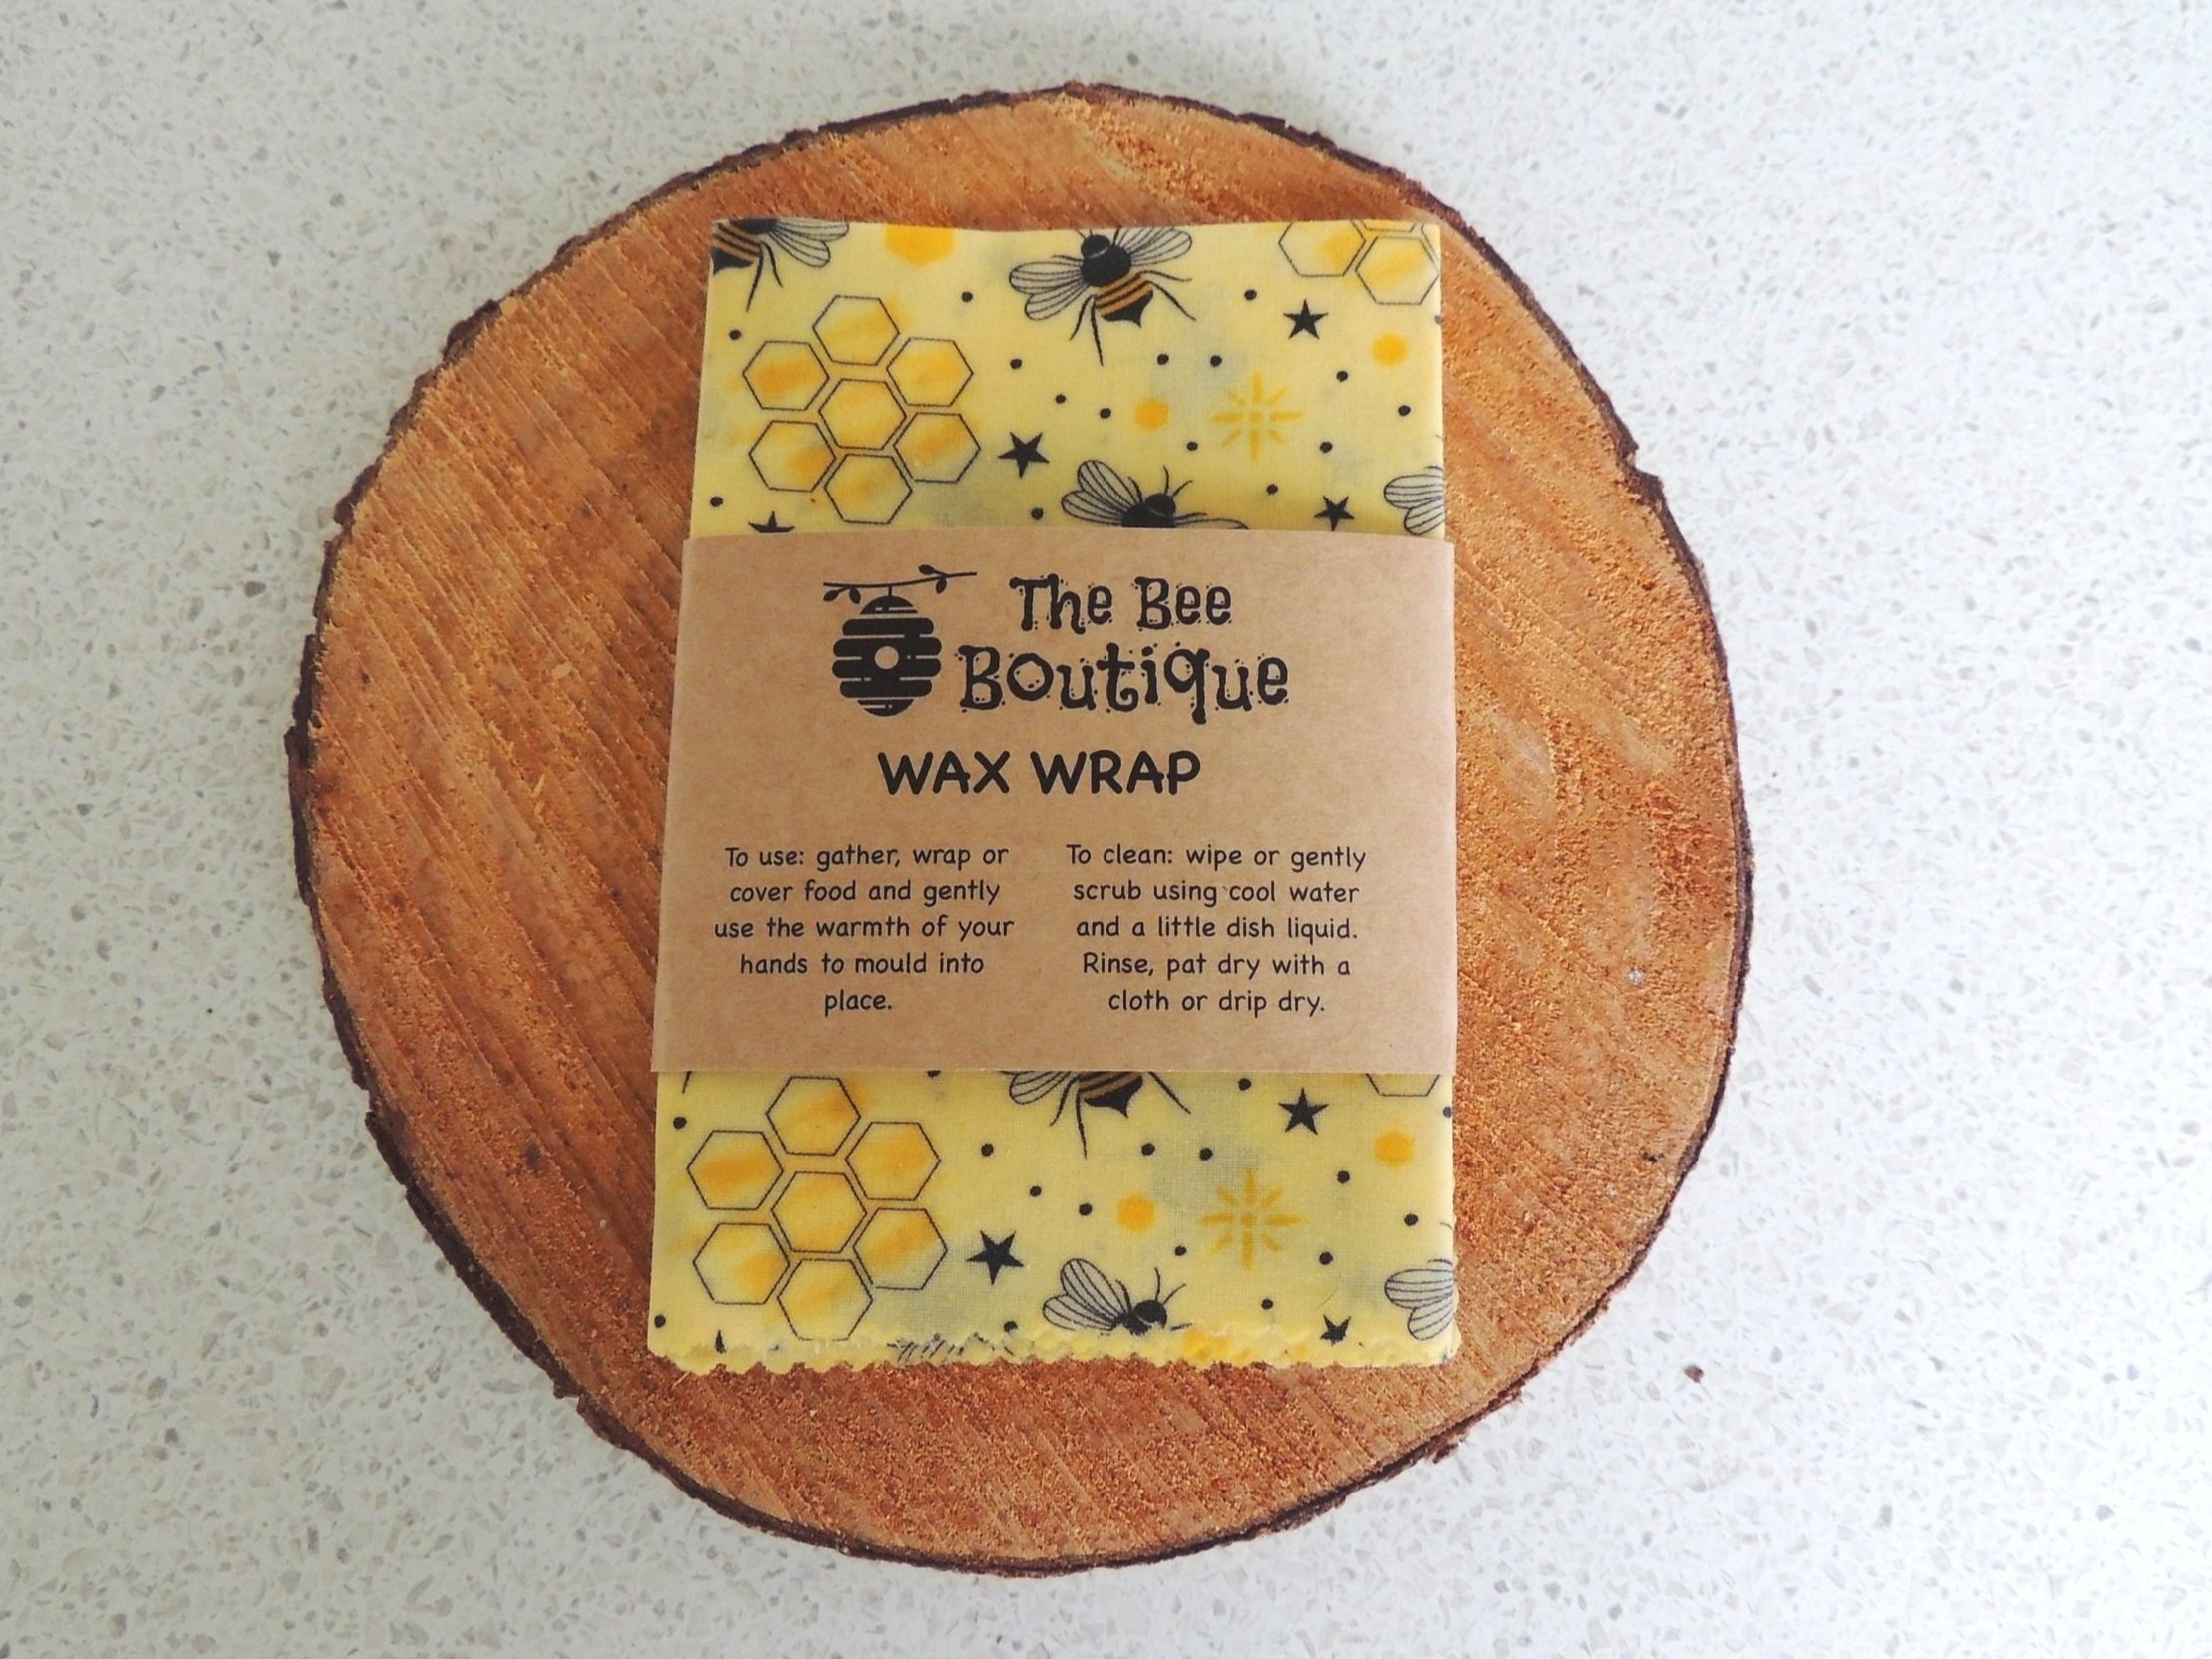 The Bee
Boutique
WAX WRAP
To use: gather, wrap or
cover food and gently
use the warmth of your
hands to mould into
place.
To clean: wipe or gently
scrub using cool water
and a little dish liquid.
Rinse, pat dry with a
cloth or drip dry.